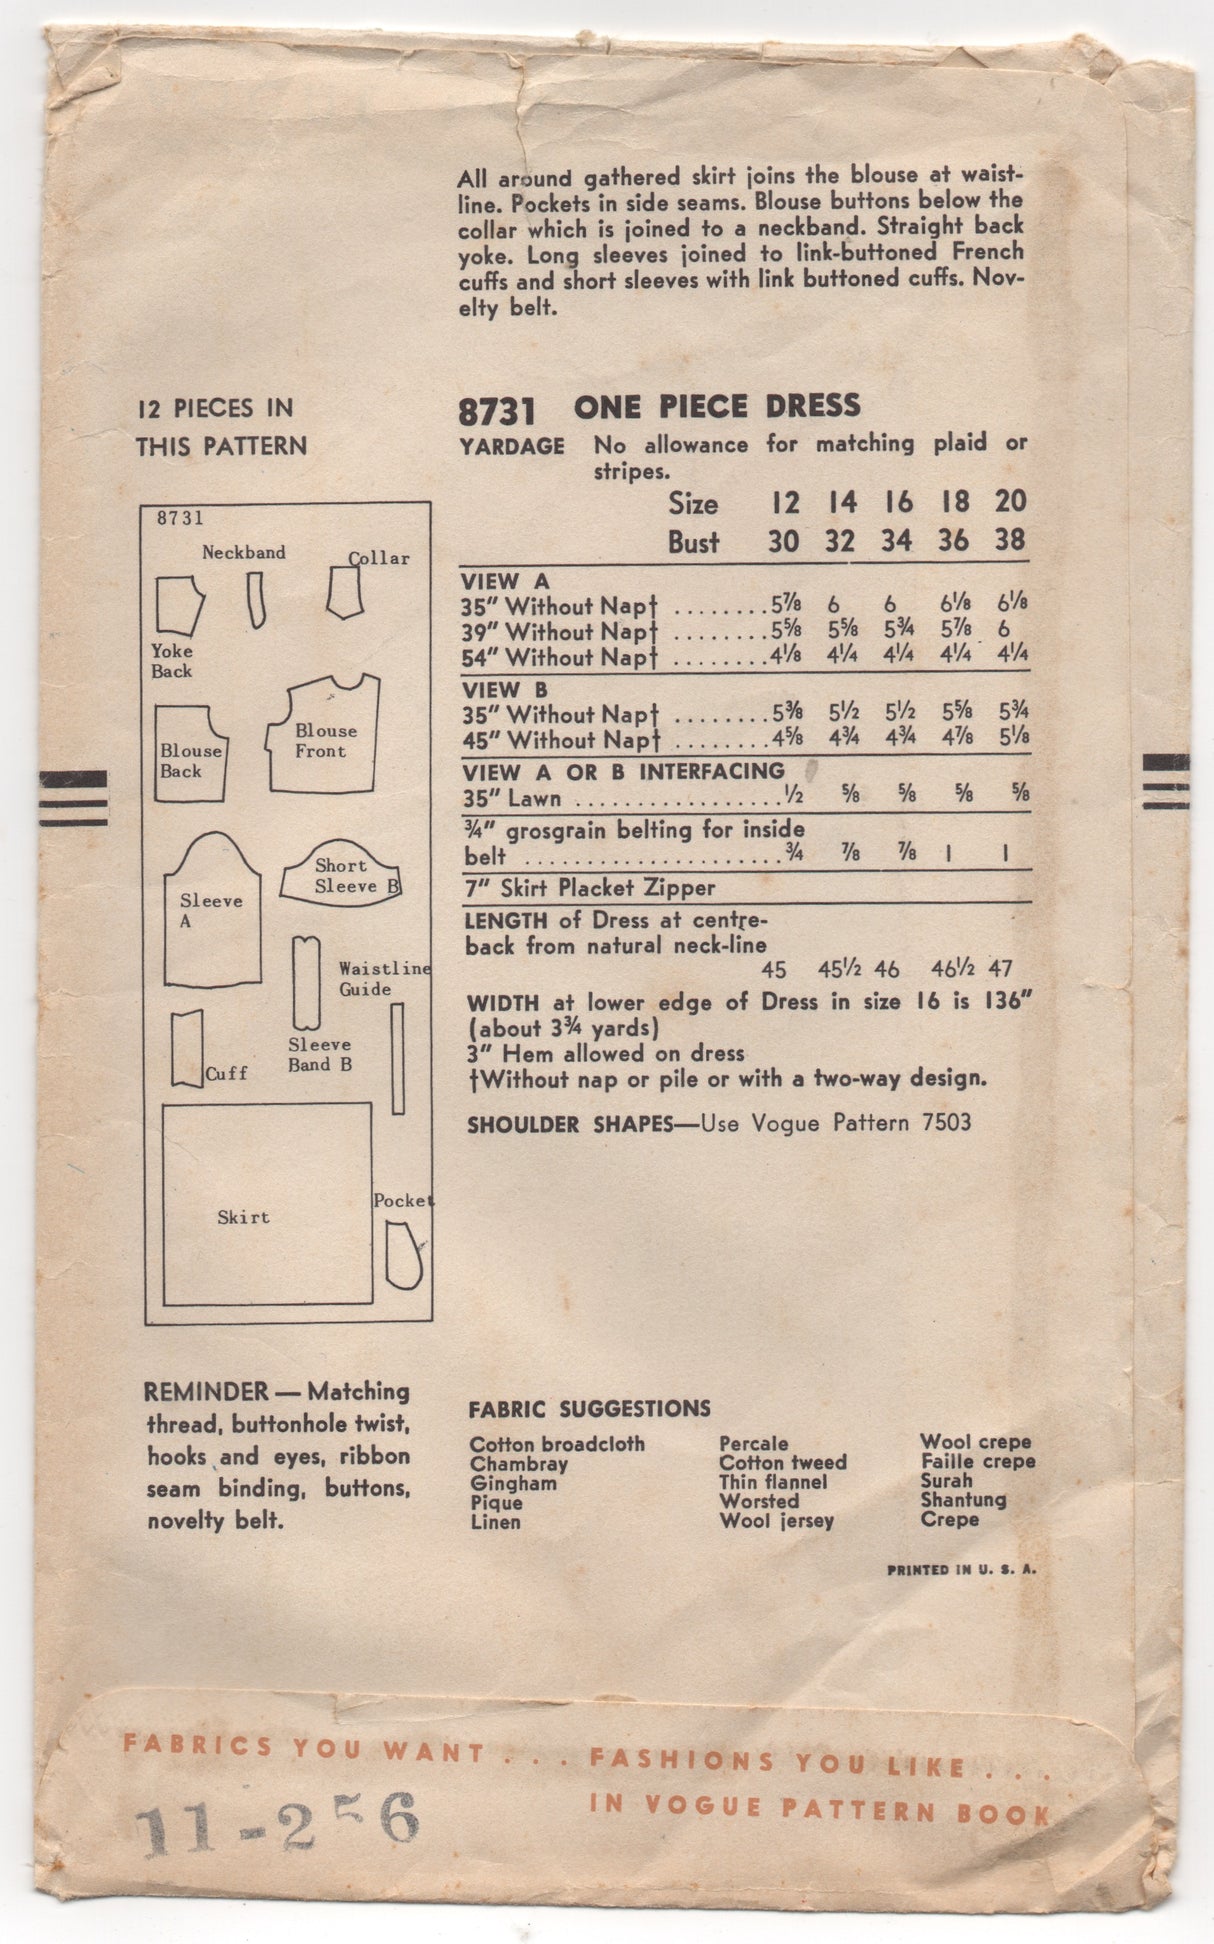 All around gathered skirt joins the blouse at waist-
line. Pockets in side seams. Blouse buttons below the
collar which is joined to a neckband. Straight back
yoke. Long sleeves joined to link-buttoned French
cuffs and short sleeves with link buttoned cuffs. Nov-
elty belt.
12 PIECES IN
THIS PATTERN
8731
Neckband
Collar
Yoke
Back
Blouse
Back
Blouse
Front
Sleeve
A
Short
Sleeve B
Waistline
Guide
Sleeve
Band B
Cuff
Skirt
Pocket
8731 ONE PIECE DRESS
YARDAGE No allowance for matching plaid or
stripes.
Size 12 14 16 18 20
Bust 30 32 34 36 38
VIEW A
35" Without Nap† ........5⅞ 6 6 6⅛ 6⅛
39" Without Nap† ........5⅝ 5⅝ 5¾ 5⅞ 6
54" Without Nap† ........4⅛ 4¼ 4¼ 4¼ 4¼
VIEW B
35" Without Nap† ........5⅜ 5½ 5½ 5⅝ 5¾
45" Without Nap† ........4⅝ 4¾ 4¾ 4⅞ 5⅛
VIEW A OR B INTERFACING
35" Lawn .................½ ⅝ ⅝ ⅝ ⅝
¾" grosgrain belting for inside
belt .....................¾ ⅞ ⅞ 1 1
7" Skirt Placket Zipper
LENGTH of Dress at centre-
back from natural neck-line
45 45½ 46 46½ 47
WIDTH at lower edge of Dress in size 16 is 136"
(about 3¾ yards)
3" Hem allowed on dress
†Without nap or pile or with a two-way design.
SHOULDER SHAPES—Use Vogue Pattern 7503
REMINDER — Matching
thread, buttonhole twist,
hooks and eyes, ribbon
seam binding, buttons,
novelty belt.
FABRIC SUGGESTIONS
Cotton broadcloth Percale Wool crepe
Chambray Cotton tweed Faille crepe
Gingham Thin flannel Surah
Pique Worsted Shantung
Linen Wool jersey Crepe
PRINTED IN U. S. A.
FABRICS YOU WANT . . . FASHIONS YOU LIKE . . .
IN VOGUE PATTERN BOOK
11-256